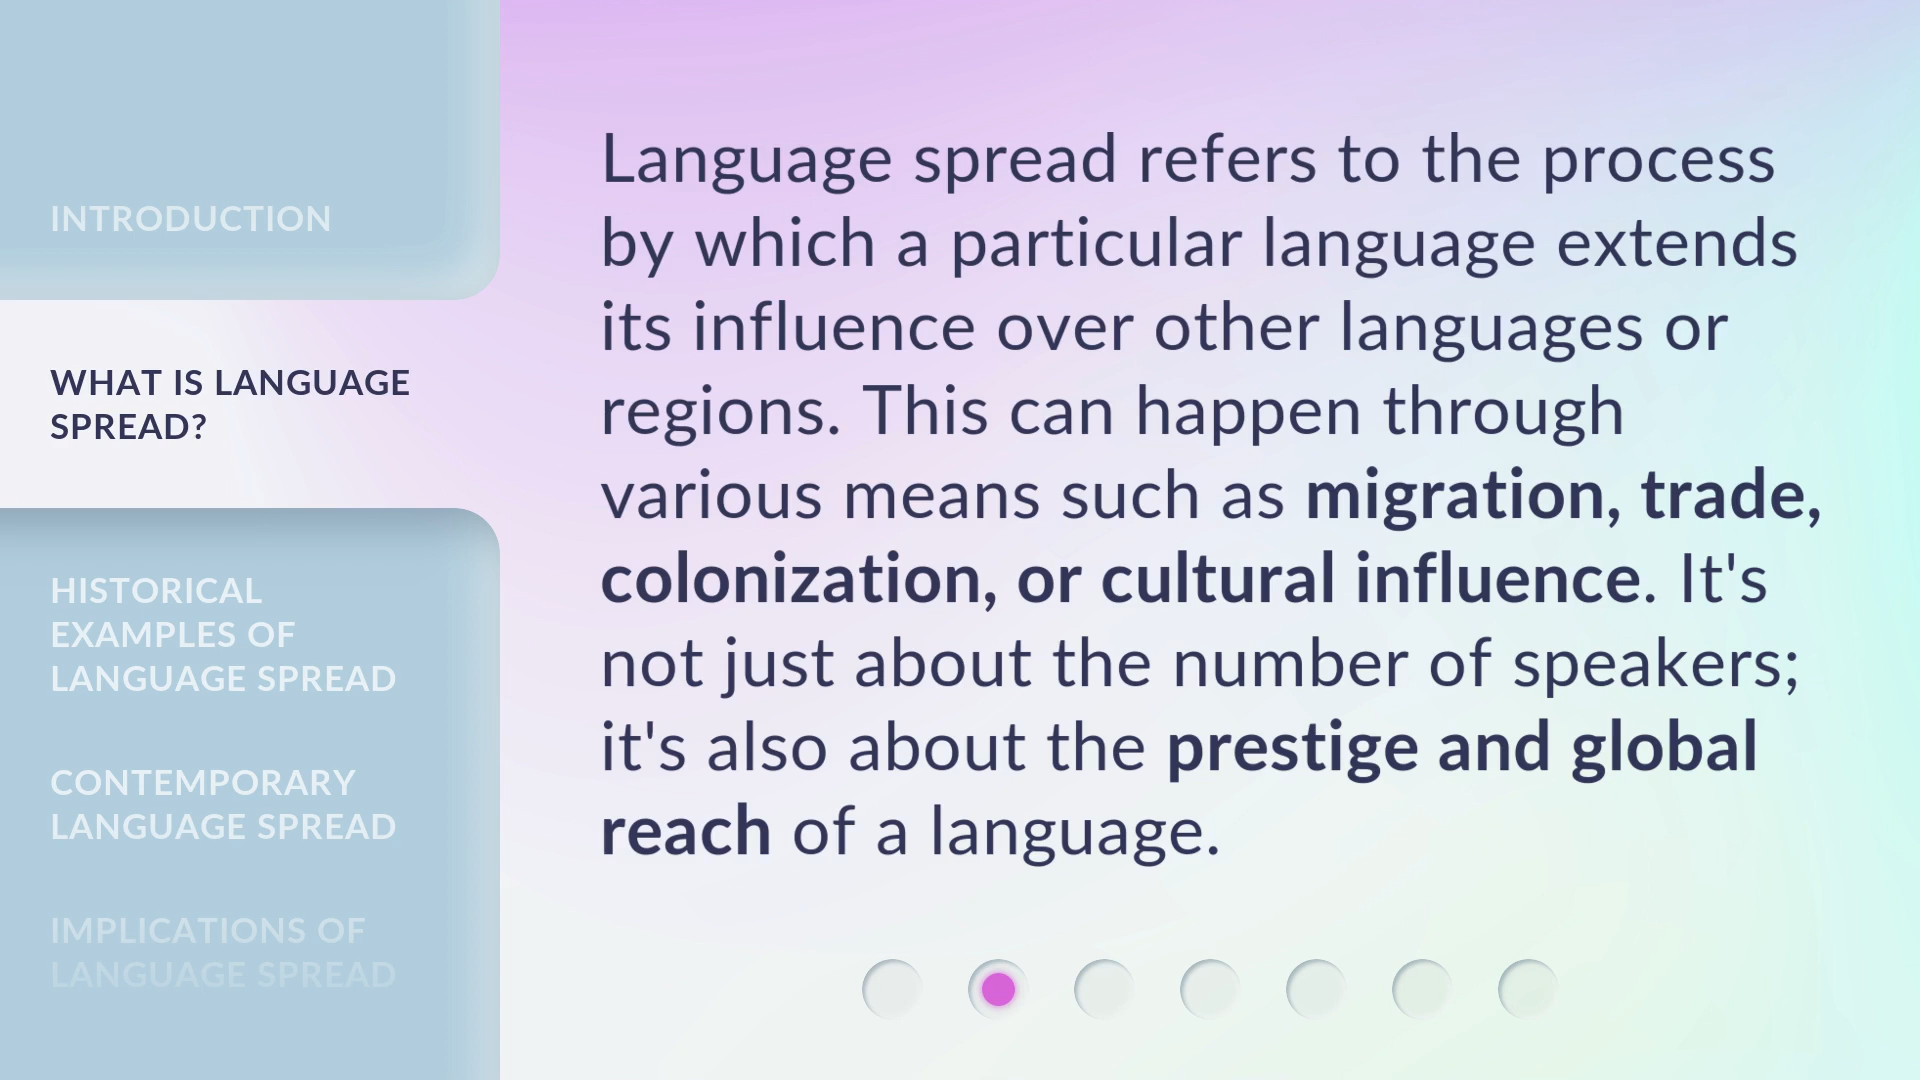 INTRODUCTION
WHAT IS LANGUAGE
SPREAD?
HISTORICAL
EXAMPLES OF
LANGUAGE SPREAD
CONTEMPORARY
LANGUAGE SPREAD
IMPLICATIONS OF
LANGUAGE SPREAD
Language spread refers to the process
by which a particular language extends
its influence over other languages or
regions. This can happen through
various means such as migration, trade,
colonization, or cultural influence. It's
not just about the number of speakers;
it's also about the prestige and global
reach of a language.